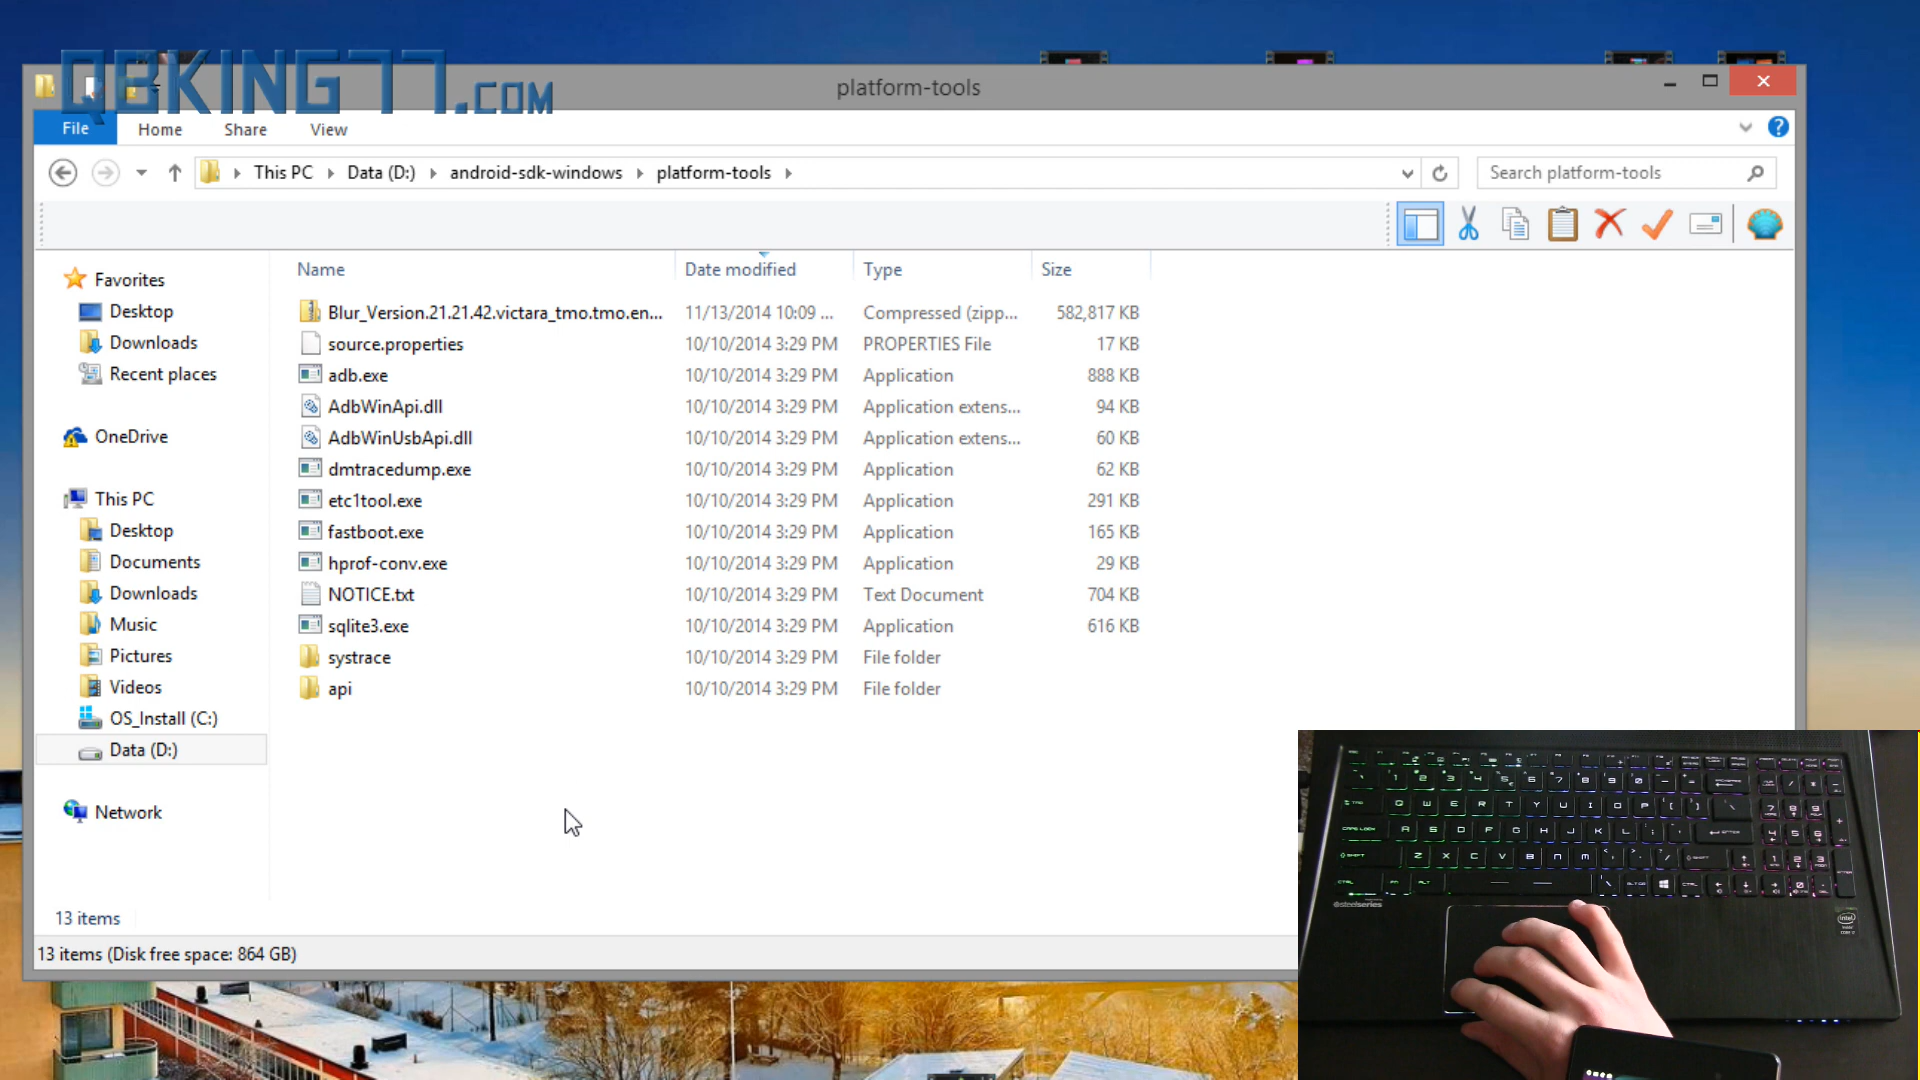 QBKING77.COM
platform-tools
File Home Share View
This PC Data (D:) android-sdk-windows platform-tools
Search platform-tools
Name Date modified Type Size
Favorites
Desktop
Downloads
Recent places
OneDrive
This PC
Desktop
Documents
Downloads
Music
Pictures
Videos
OS_Install (C:)
Data (D:)
Network
Blur_Version.21.21.42.victara_tmo.tmo.en... 11/13/2014 10:09 ... Compressed (zipp... 582,817 KB
source.properties 10/10/2014 3:29 PM PROPERTIES File 17 KB
adb.exe 10/10/2014 3:29 PM Application 888 KB
AdbWinApi.dll 10/10/2014 3:29 PM Application extens... 94 KB
AdbWinUsbApi.dll 10/10/2014 3:29 PM Application extens... 60 KB
dmtracedump.exe 10/10/2014 3:29 PM Application 62 KB
etc1tool.exe 10/10/2014 3:29 PM Application 291 KB
fastboot.exe 10/10/2014 3:29 PM Application 165 KB
hprof-conv.exe 10/10/2014 3:29 PM Application 29 KB
NOTICE.txt 10/10/2014 3:29 PM Text Document 704 KB
sqlite3.exe 10/10/2014 3:29 PM Application 616 KB
systrace 10/10/2014 3:29 PM File folder
api 10/10/2014 3:29 PM File folder
13 items
13 items (Disk free space: 864 GB)
Q W E R T Y U I O P
A S D F G H J K L
Z X C V B N M
steelseries
intel